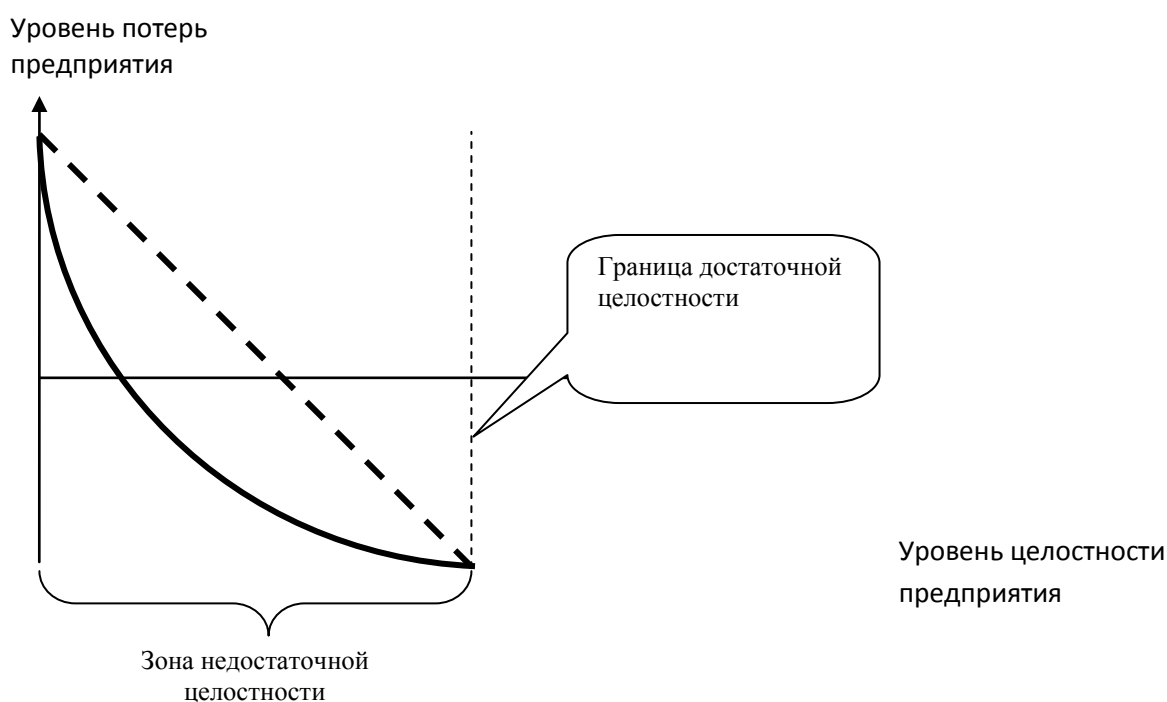 Уровень потерь
предприятия
Граница достаточной
целостности
Уровень целостности
предприятия
Зона недостаточной
целостности